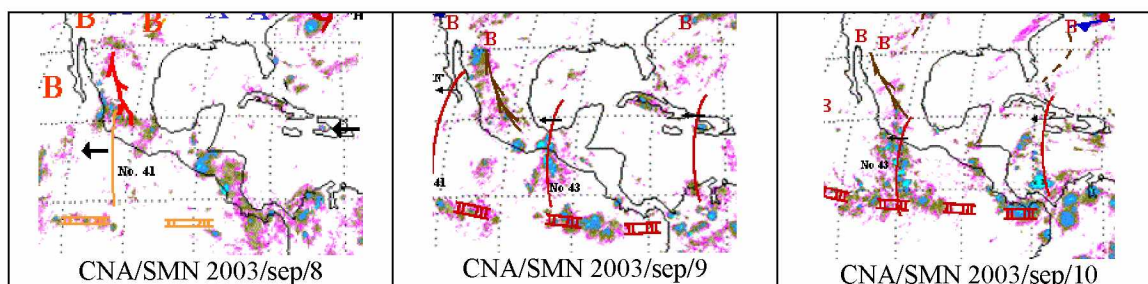 B B A A H
B
No. 41
CNA/SMN 2003/sep/8
B B B
B
F
41 No 43
CNA/SMN 2003/sep/9
B
B B
B
No 43
CNA/SMN 2003/sep/10